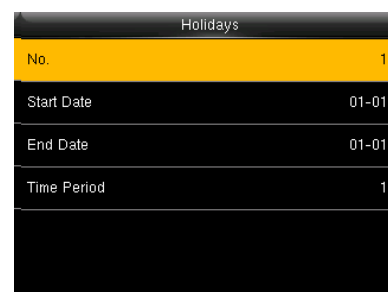 Holidays
No. 1
Start Date 01-01
End Date 01-01
Time Period 1